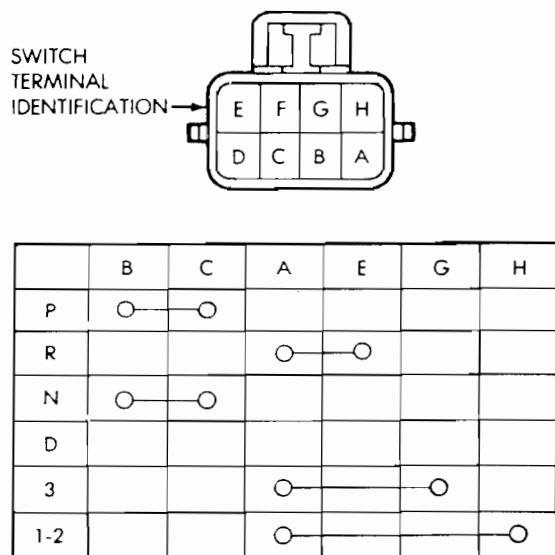 SWITCH
TERMINAL
IDENTIFICATION
E F G H
D C B A
B C A E G H
P
R
N
D
3
1-2